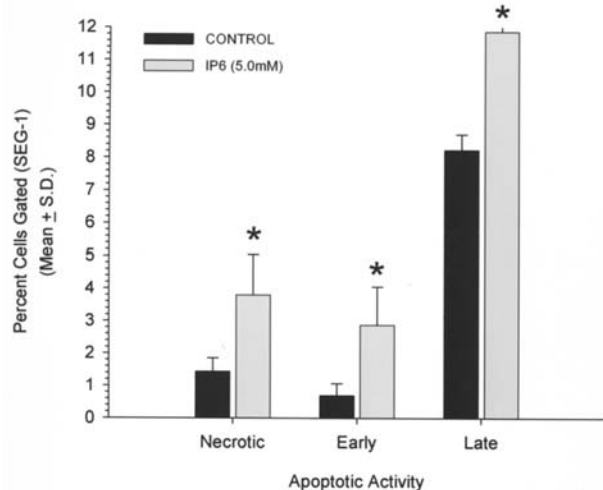 Percent Cells Gated (SEG-1)
(Mean ± S.D.)
12
11
10
9
8
7
6
5
4
3
2
1
0
CONTROL
IP6 (5.0mM)
*
*
*
Necrotic Early Late
Apoptotic Activity